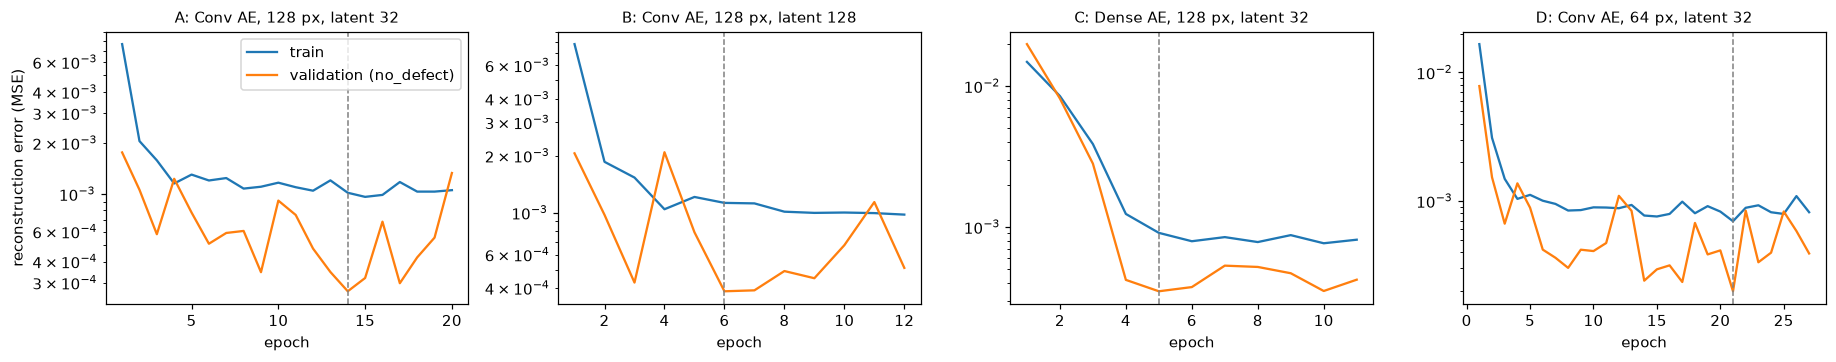 A: Conv AE, 128 px, latent 32
reconstruction error (MSE)
6 × 10⁻³
4 × 10⁻³
3 × 10⁻³
2 × 10⁻³
10⁻³
6 × 10⁻⁴
4 × 10⁻⁴
3 × 10⁻⁴
train
validation (no_defect)
5 10 15 20
epoch
B: Conv AE, 128 px, latent 128
6 × 10⁻³
4 × 10⁻³
3 × 10⁻³
2 × 10⁻³
10⁻³
6 × 10⁻⁴
4 × 10⁻⁴
2 4 6 8 10 12
epoch
C: Dense AE, 128 px, latent 32
10⁻²
10⁻³
2 4 6 8 10
epoch
D: Conv AE, 64 px, latent 32
10⁻²
10⁻³
0 5 10 15 20 25
epoch